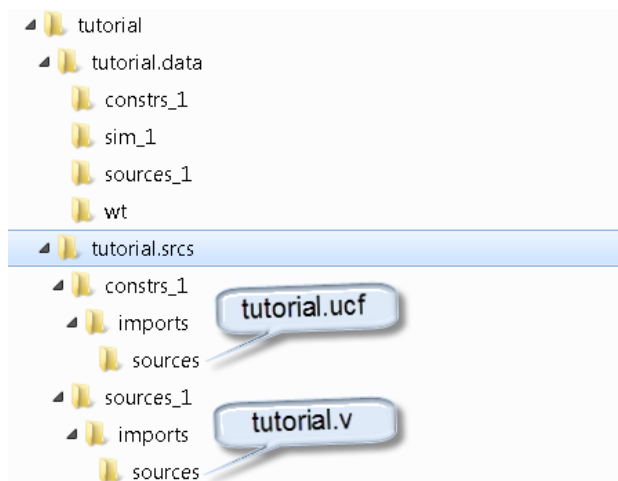 tutorial
tutorial.data
constrs_1
sim_1
sources_1
wt
tutorial.srcs
constrs_1
tutorial.ucf
imports
sources
sources_1
tutorial.v
imports
sources